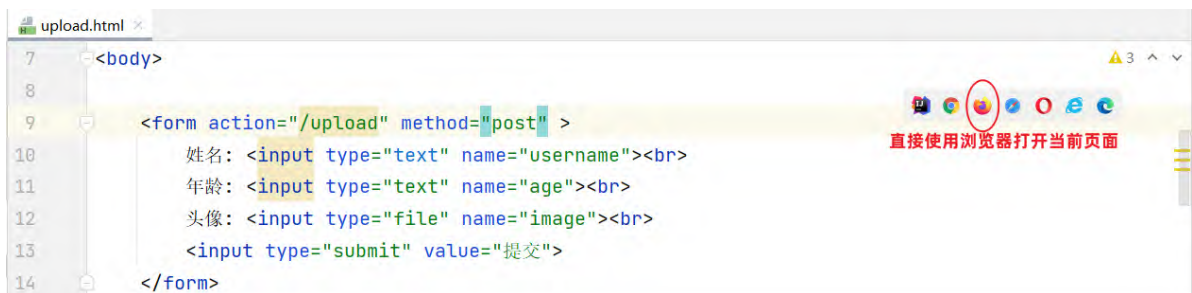 upload.html
7 <body>
3
8
9 <form action="/upload" method="post" >
直接使用浏览器打开当前页面
10 姓名: <input type="text" name="username"><br>
11 年龄: <input type="text" name="age"><br>
12 头像: <input type="file" name="image"><br>
13 <input type="submit" value="提交">
14 </form>